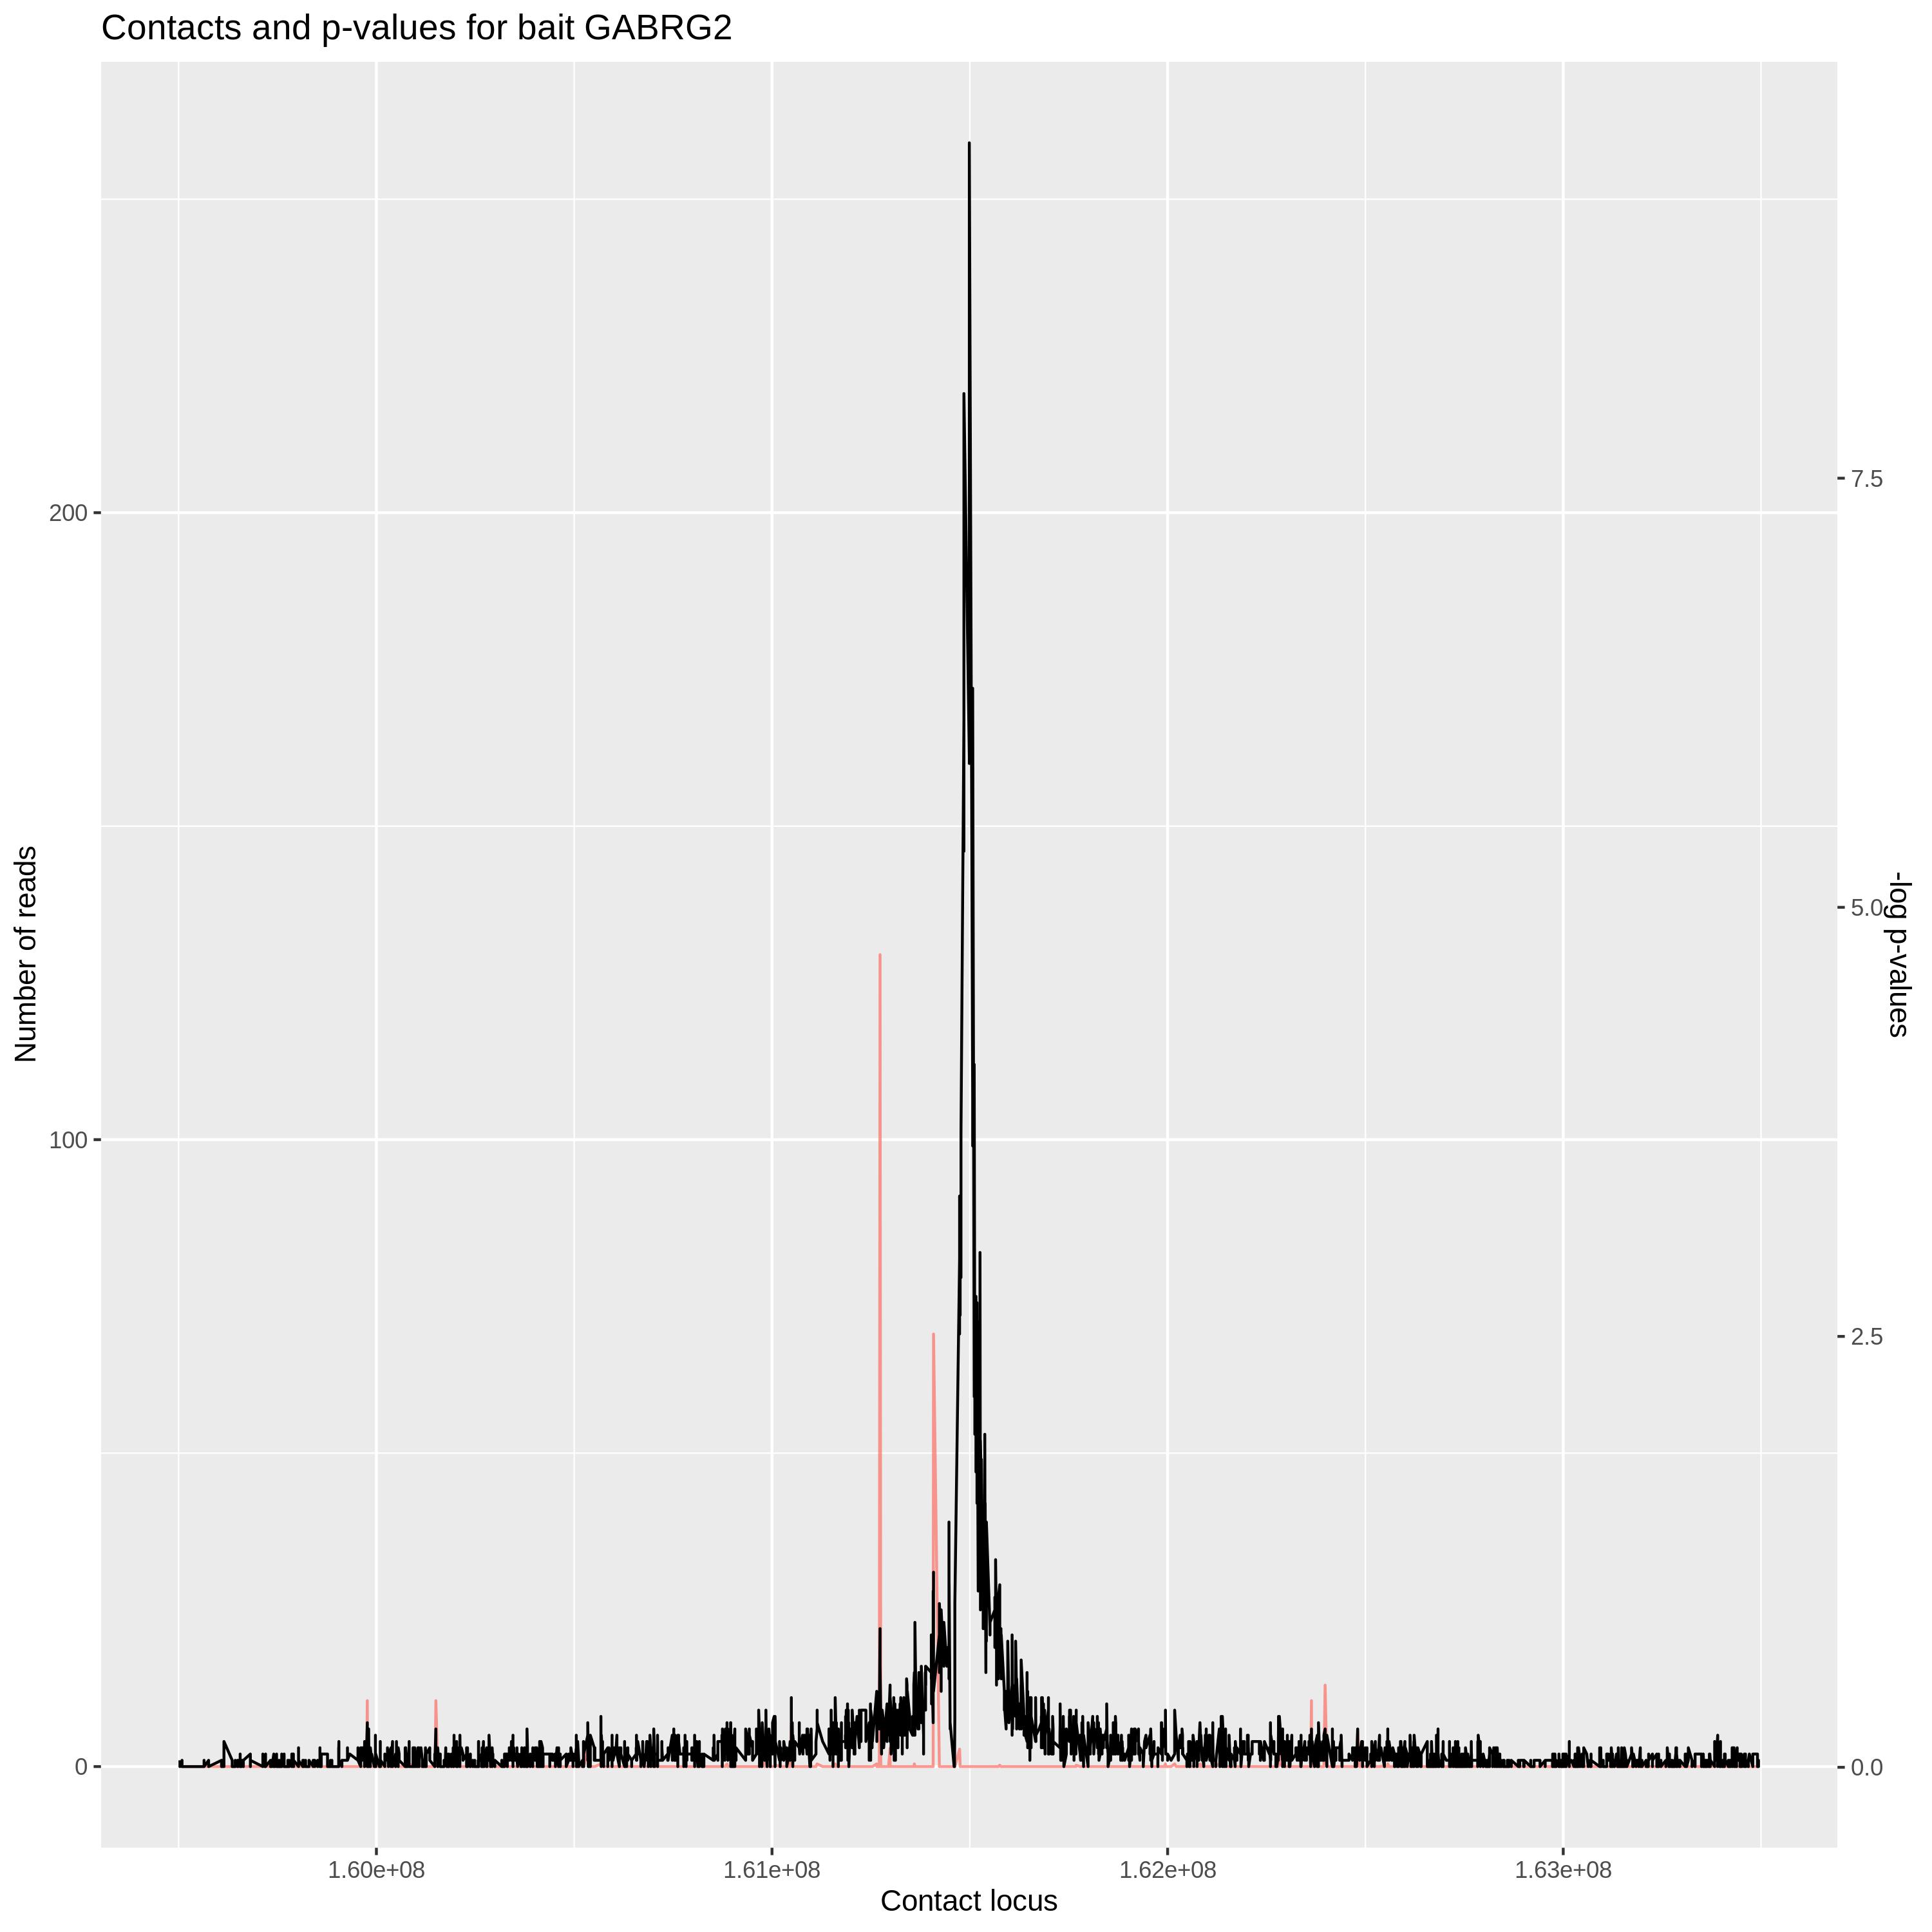 Contacts and p-values for bait GABRG2
Number of reads
200
100
0
7.5
5.0
2.5
0.0
-log p-values
1.60e+08
1.61e+08
1.62e+08
1.63e+08
Contact locus